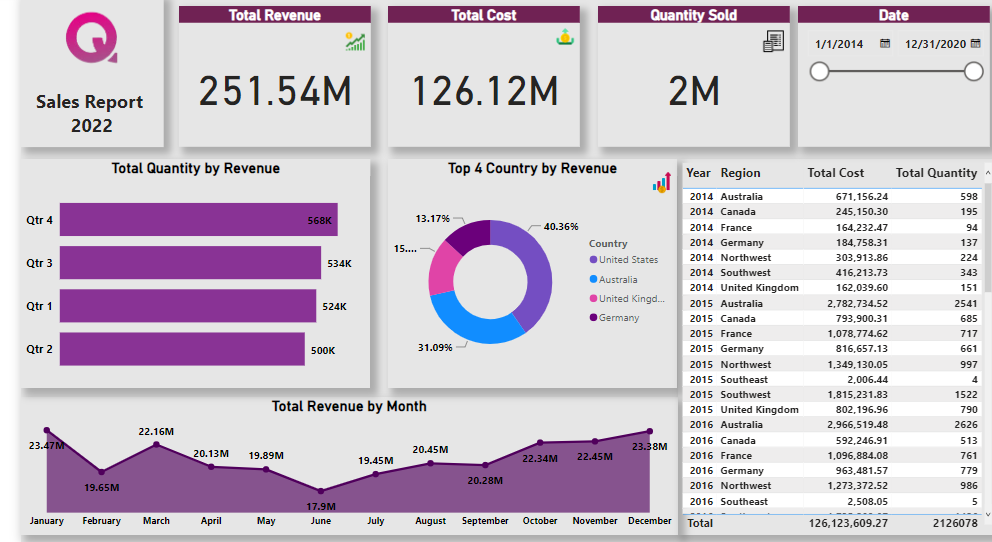 Sales Report
2022
Total Revenue
251.54M
Total Cost
126.12M
Quantity Sold
2M
Date
1/1/2014 12/31/2020
Total Quantity by Revenue
Qtr 4 568K
Qtr 3 534K
Qtr 1 524K
Qtr 2 500K
Top 4 Country by Revenue
13.17%
40.36%
15....
31.09%
Country
United States
Australia
United Kingd...
Germany
Year Region Total Cost Total Quantity
2014 Australia 671,156.24 598
2014 Canada 245,150.30 195
2014 France 164,232.47 94
2014 Germany 184,758.31 137
2014 Northwest 303,913.86 224
2014 Southwest 416,213.73 343
2014 United Kingdom 162,039.60 151
2015 Australia 2,782,734.52 2541
2015 Canada 793,900.31 685
2015 France 1,078,774.62 717
2015 Germany 816,657.13 661
2015 Northwest 1,349,130.05 997
2015 Southeast 2,006.44 4
2015 Southwest 1,815,231.83 1522
2015 United Kingdom 802,196.96 790
2016 Australia 2,966,519.48 2626
2016 Canada 592,246.91 513
2016 France 1,096,884.08 761
2016 Germany 963,481.57 779
2016 Northwest 1,273,372.52 986
2016 Southeast 2,508.05 5
Total 126,123,609.27 2126078
Total Revenue by Month
23.47M
19.65M
22.16M
20.13M
19.89M
17.9M
19.45M
20.45M
20.28M
22.34M
22.45M
23.38M
January February March April May June July August September October November December